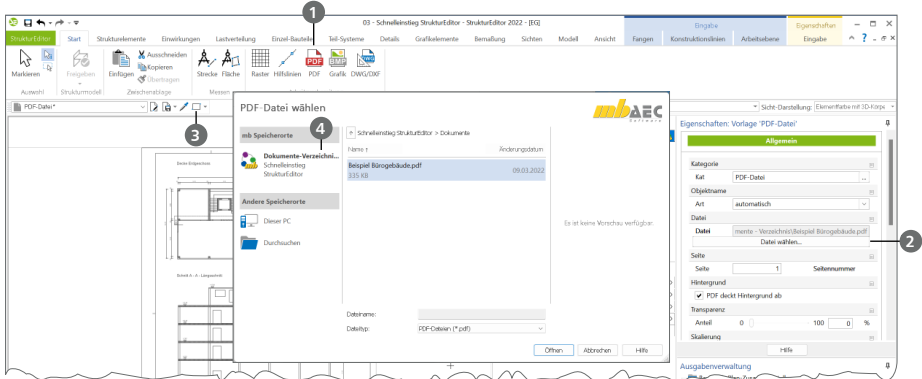 1
03 - Schnelleinstieg StrukturEditor - StrukturEditor 2022 - [EG]
Eingabe
Eigenschaften
StrukturEditor Start Strukturelemente Einwirkungen Lastverteilung Einzel-Bauteile Teil-Systeme Details Grafikelemente Bemaßung Sichten Modell Ansicht Fangen Konstruktionslinien Arbeitsebene Eingabe
Markieren
Freigeben
Einfügen
Ausschneiden
Kopieren
Übertragen
Strecke Fläche
Raster Hilfslinien PDF Grafik DWG/DXF
Auswahl Strukturmodell Zwischenablage Messen
PDF-Datei*
Sicht-Darstellung: Elementfarbe mit 3D-Körpe
3
PDF-Datei wählen
mbAEC
Software
mb Speicherorte
4
Schnelleinstieg StrukturEditor > Dokumente
Name ↑ Änderungsdatum
Dokumente-Verzeichni...
Schnelleinstieg
StrukturEditor
Beispiel Bürogebäude.pdf
335 KB
09.03.2022
Andere Speicherorte
Dieser PC
Durchsuchen
Es ist keine Vorschau verfügbar.
Dateiname:
Dateityp: PDF-Dateien (*.pdf)
Öffnen Abbrechen Hilfe
Eigenschaften: Vorlage 'PDF-Datei'
Allgemein
Kategorie
Kat PDF-Datei ...
Objektname
Art automatisch
Datei
Datei mente - Verzeichnis\Beispiel Bürogebäude.pdf
Datei wählen...
2
Seite
Seite 1 Seitennummer
Hintergrund
PDF deckt Hintergrund ab
Transparenz
Anteil 0 100 0 %
Skalierung
Hilfe
Ausgabenverwaltung